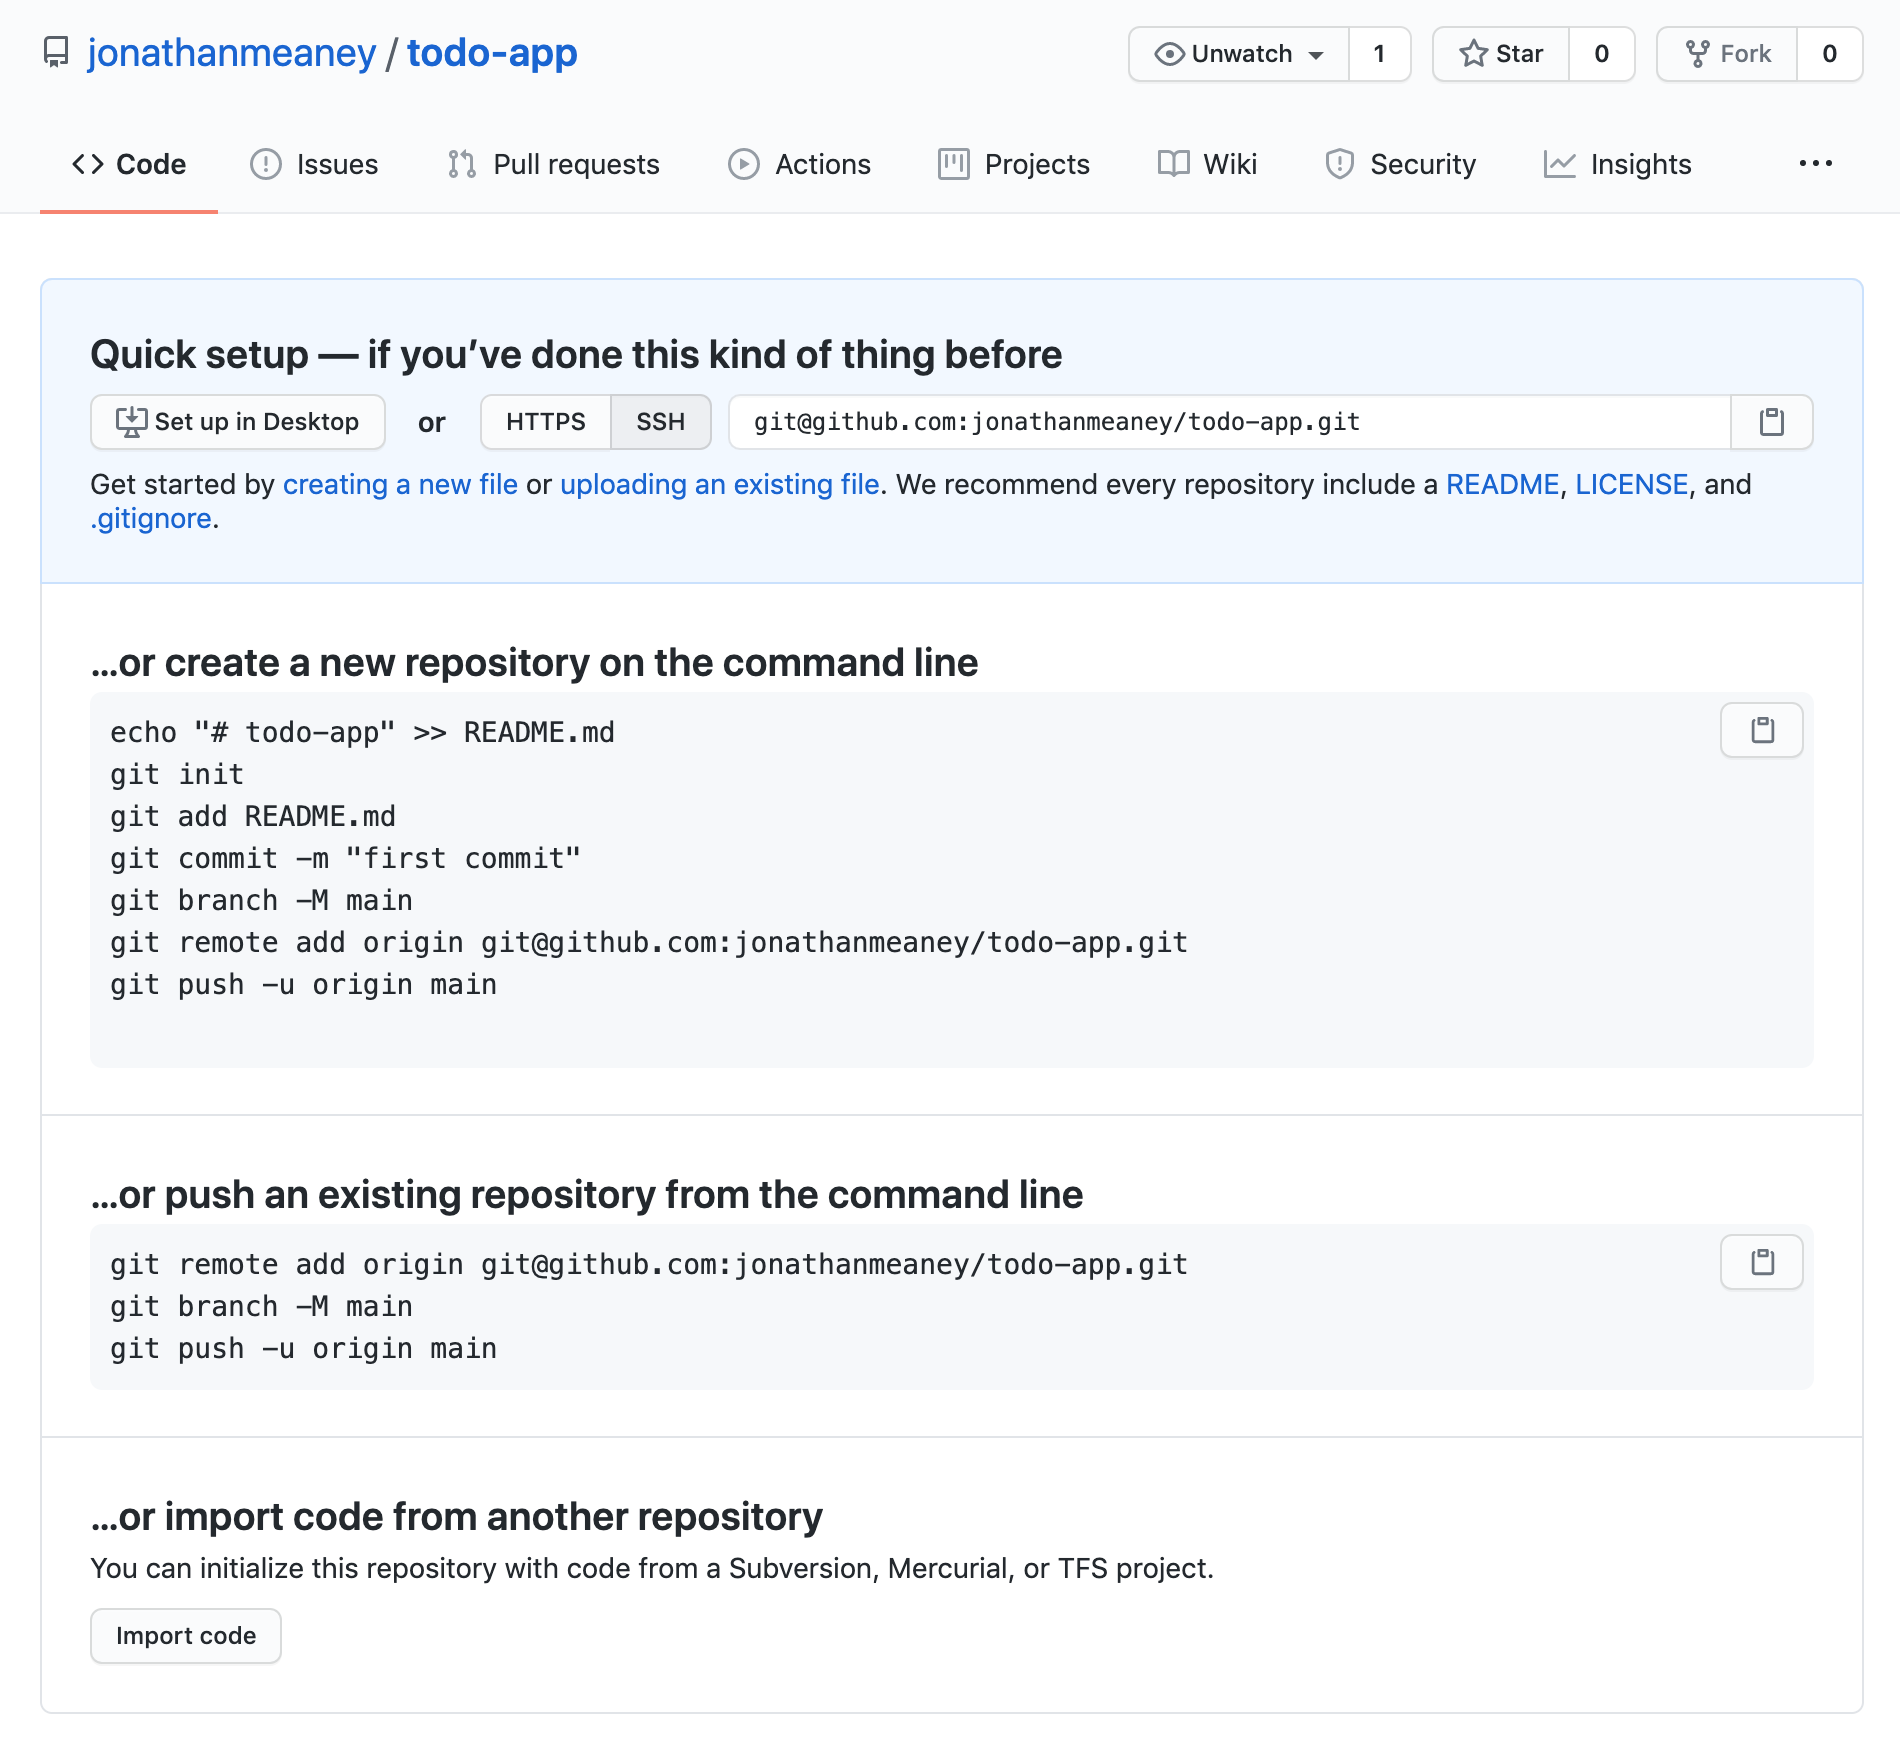 jonathanmeaney / todo-app
Unwatch 1 Star 0 Fork 0
Code Issues Pull requests Actions Projects Wiki Security Insights ...
Quick setup — if you’ve done this kind of thing before
Set up in Desktop or HTTPS SSH git@github.com:jonathanmeaney/todo-app.git
Get started by creating a new file or uploading an existing file. We recommend every repository include a README, LICENSE, and
.gitignore.
…or create a new repository on the command line
echo "# todo-app" >> README.md
git init
git add README.md
git commit -m "first commit"
git branch -M main
git remote add origin git@github.com:jonathanmeaney/todo-app.git
git push -u origin main
…or push an existing repository from the command line
git remote add origin git@github.com:jonathanmeaney/todo-app.git
git branch -M main
git push -u origin main
…or import code from another repository
You can initialize this repository with code from a Subversion, Mercurial, or TFS project.
Import code